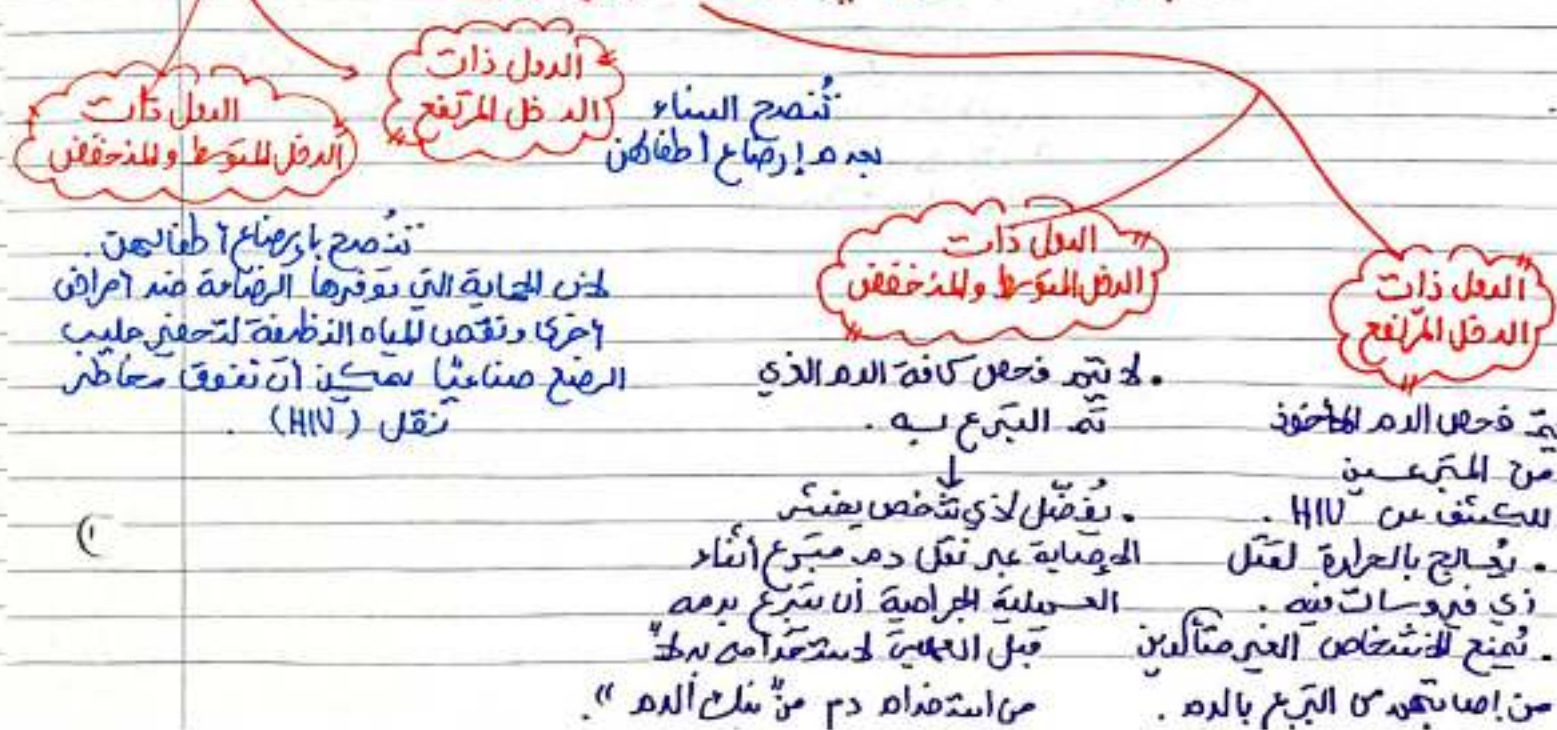 الدول ذات
الدخل المرتفع
يتم فحص الدم المأخوذ
من المتبرعين
للكشف عن HIV.
• يُعالج بالحرارة لقتل
أي فيروسات فيه.
• يُمنع الأشخاص الغير متأكدين
من إصابتهم من التبرع بالدم.
الدول ذات
الدخل المتوسط والمنخفض
• لا يتم فحص كافة الدم الذي
تم التبرع به.
↓
• يُفضّل لأي شخص يخشى
الإصابة عبر نقل دم متبرع أثناء
العملية الجراحية أن يتبرع بدمه
قبل العملية لاستخدامه بدلاً
من استخدام دم من "بنك الدم".
الدول ذات
الدخل المرتفع
تُنصح النساء
بعدم إرضاع أطفالهن
الدول ذات
الدخل المتوسط والمنخفض
تُنصح بإرضاع أطفالهن.
لأن الحماية التي توفرها الرضاعة ضد أمراض
أخرى ونقص المياه النظيفة لتحضير حليب
الرضع صناعيًا يمكن أن تفوق مخاطر
نقل (HIV).